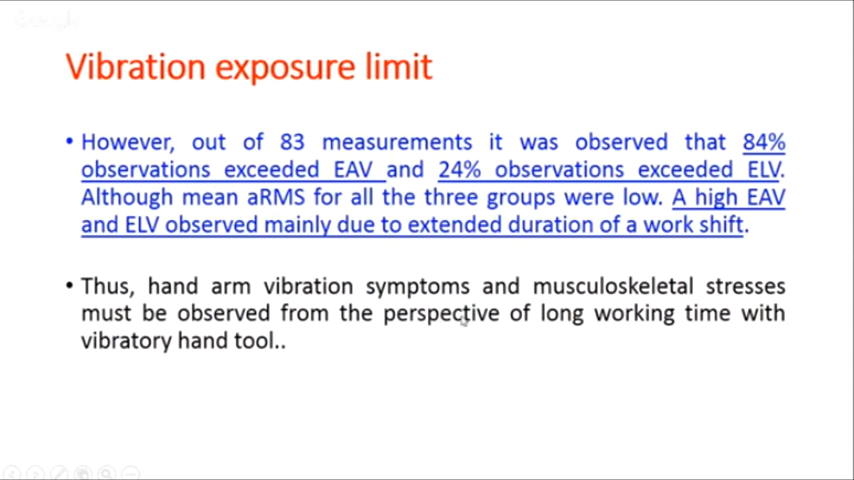 Vibration exposure limit
• However, out of 83 measurements it was observed that 84%
observations exceeded EAV and 24% observations exceeded ELV.
Although mean aRMS for all the three groups were low. A high EAV
and ELV observed mainly due to extended duration of a work shift.
• Thus, hand arm vibration symptoms and musculoskeletal stresses
must be observed from the perspective of long working time with
vibratory hand tool..